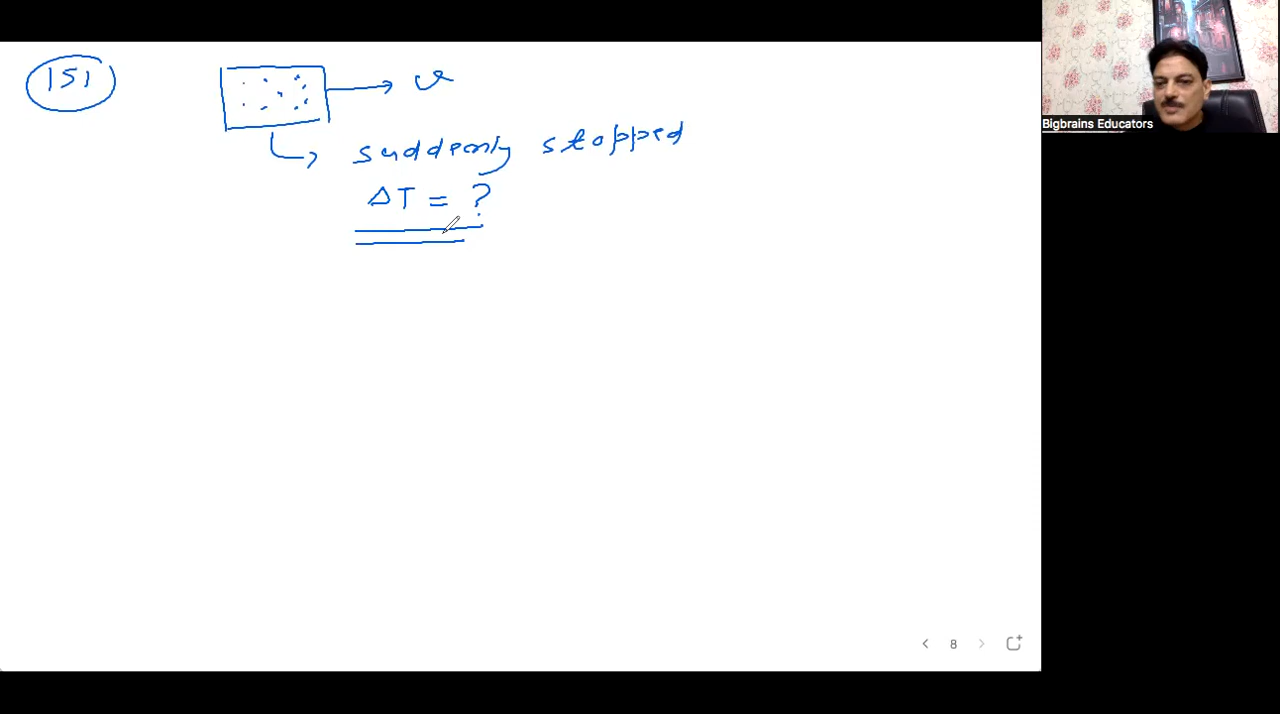 151
v
suddenly stopped
ΔT = ?
Bigbrains Educators
8